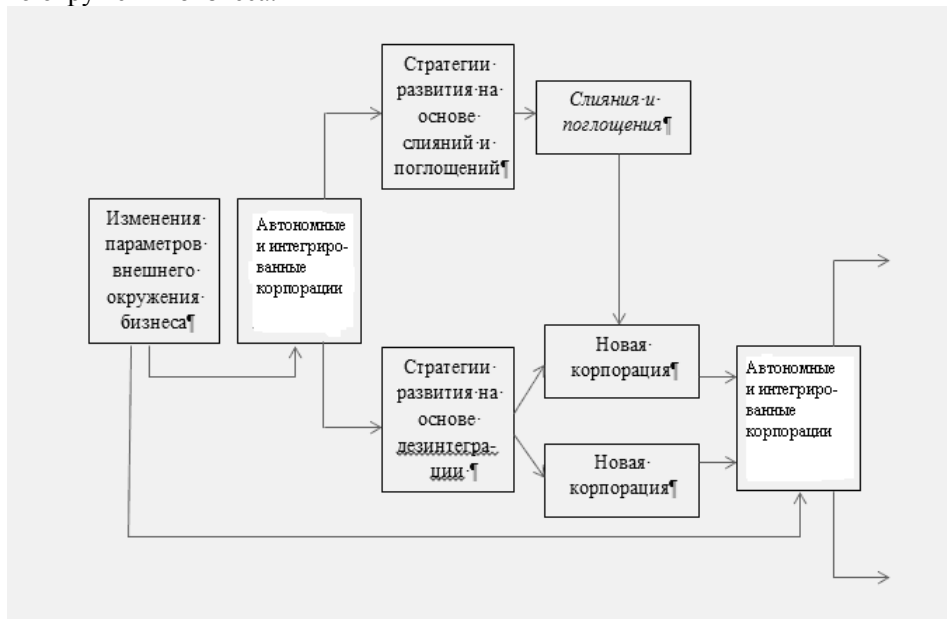 Стратегии·
развития·на·
основе·
слияний·и·
поглощений¶
Слияния·и·
поглощения¶
Изменения·
параметров·
внешнего·
окружения·
бизнеса¶
Автономные
и интегриро-
ванные
корпорации
Стратегии·
развития·на·
основе·
дезинтегра-
ции·¶
Новая·
корпорация¶
Новая·
корпорация¶
Автономные
и интегриро-
ванные
корпорации